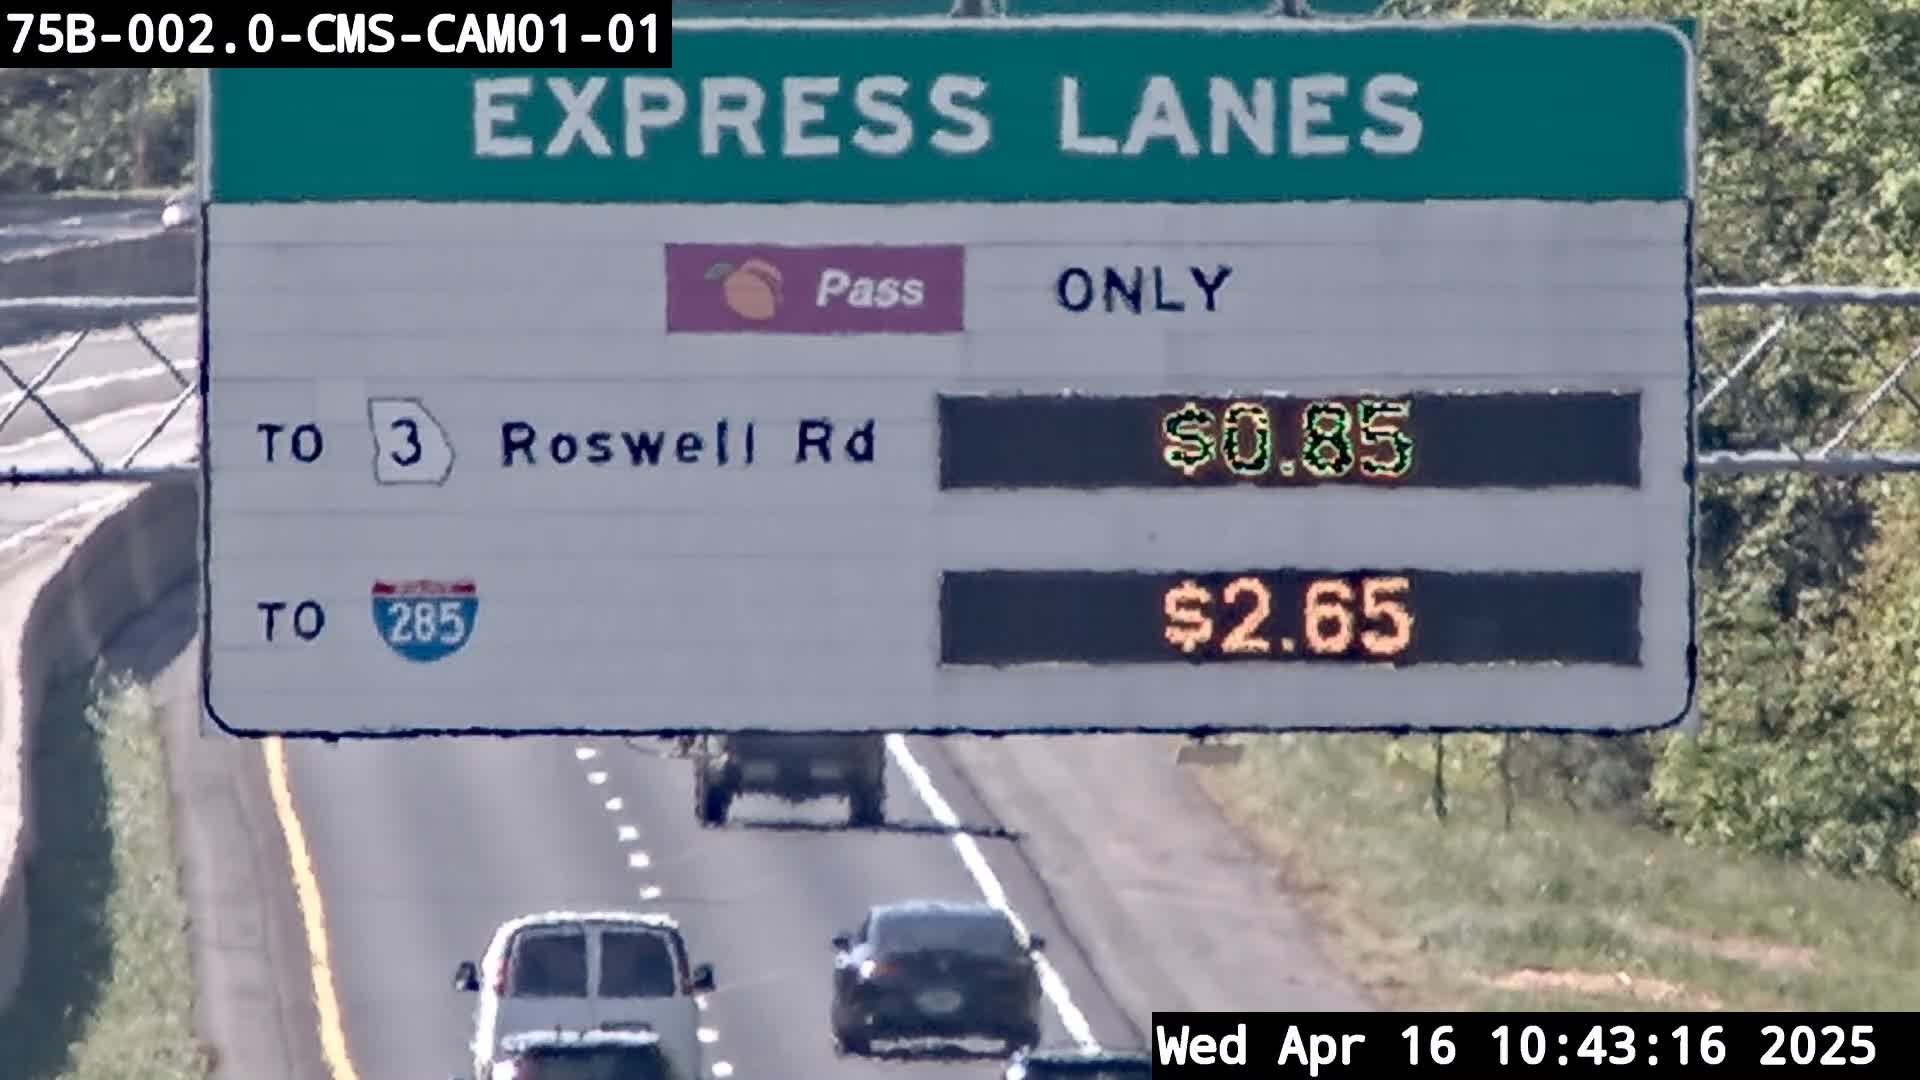 75B-002.0-CMS-CAM01-01
EXPRESS LANES
Pass ONLY
TO 3 Roswell Rd $0.85
TO 285 $2.65
Wed Apr 16 10:43:16 2025